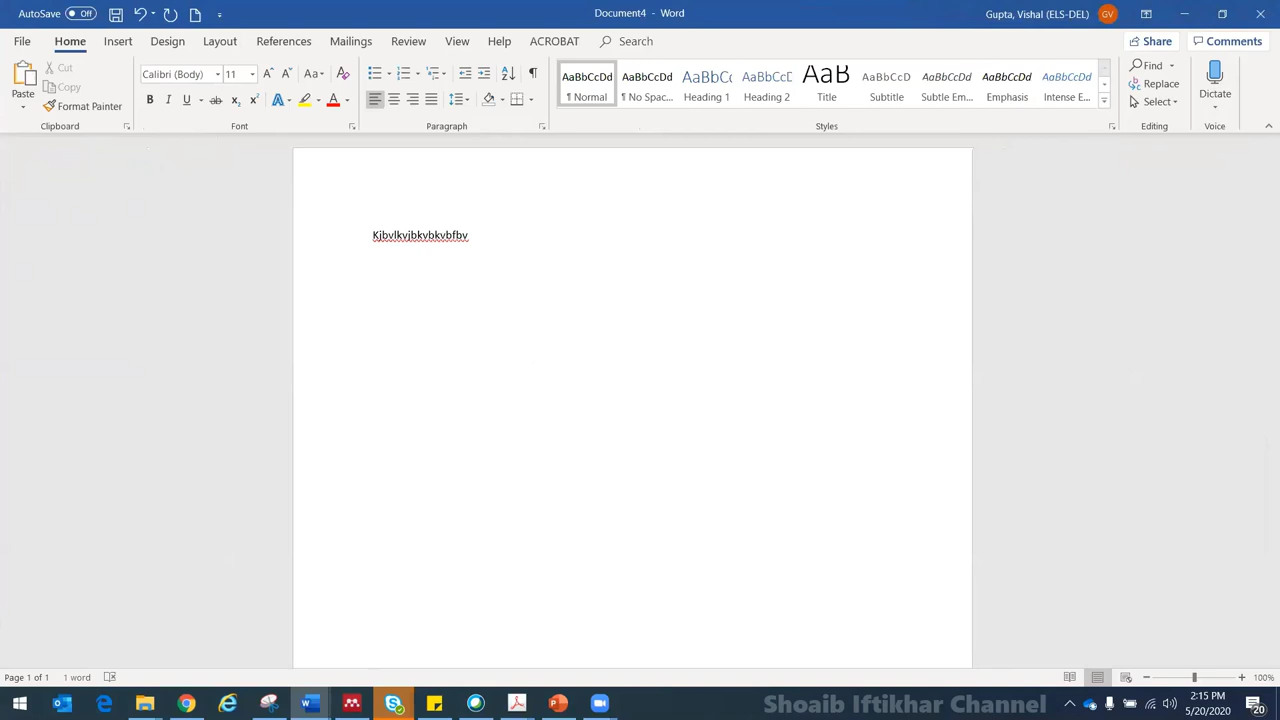 AutoSave Off Document4 - Word Gupta, Vishal (ELS-DEL) GV
File Home Insert Design Layout References Mailings Review View Help ACROBAT Search Share Comments
Paste Cut Copy Format Painter
Clipboard
Calibri (Body) 11
Font
Paragraph
AaBbCcDd ¶ Normal
AaBbCcDd ¶ No Spac...
AaBbC Heading 1
AaBbCcD Heading 2
AaB Title
AaBbCcD Subtitle
AaBbCcDd Subtle Em...
AaBbCcDd Emphasis
AaBbCcDd Intense E...
Styles
Find
Replace
Select
Editing
Dictate
Voice
Kjbvlkvjbkvbkvbfbv
Page 1 of 1 1 word 100%
Shoaib Iftikhar Channel
2:15 PM
5/20/2020
20